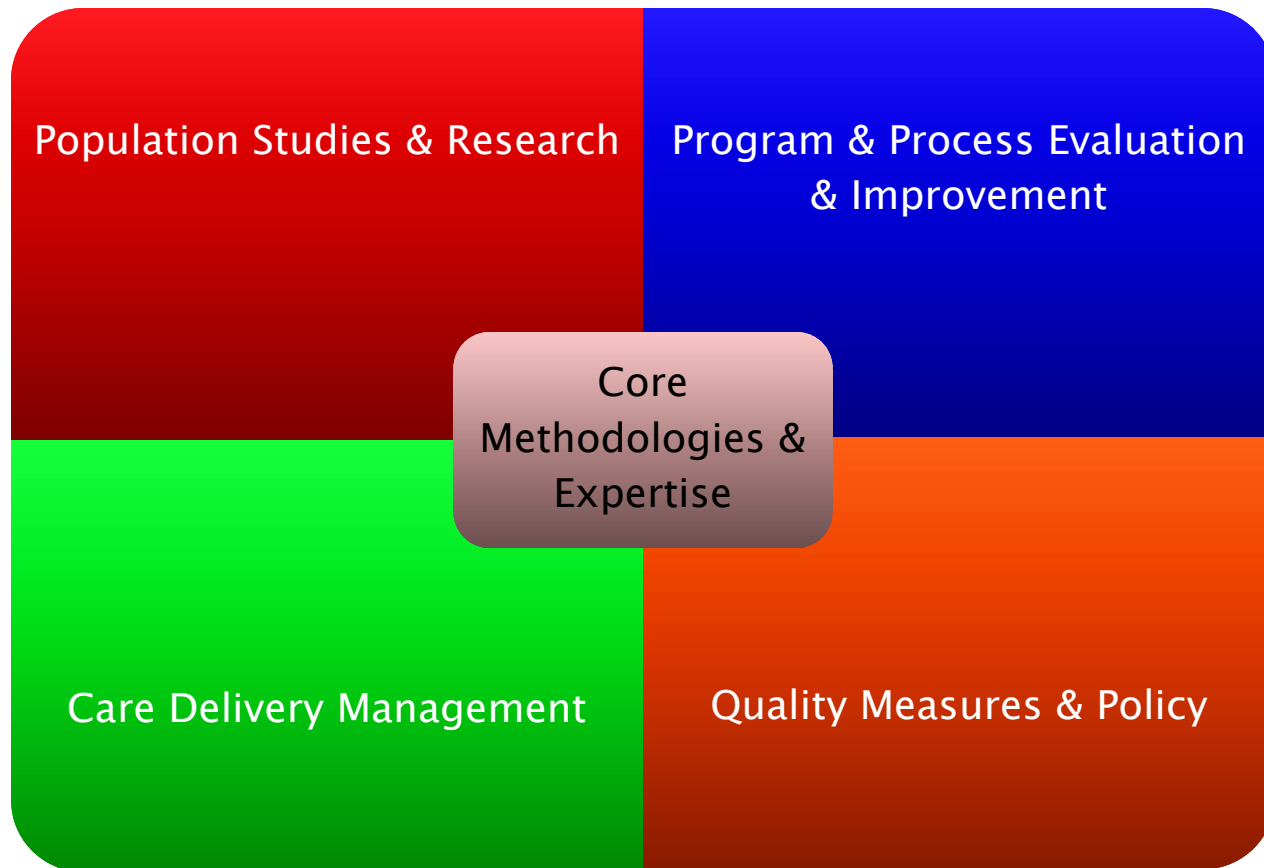 Population Studies & Research
Program & Process Evaluation
& Improvement
Core
Methodologies &
Expertise
Care Delivery Management
Quality Measures & Policy